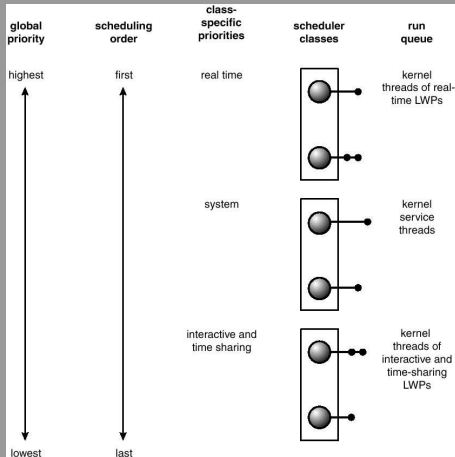 global
priority
scheduling
order
class-
specific
priorities
scheduler
classes
run
queue
highest
first
real time
kernel
threads of real-
time LWPs
system
kernel
service
threads
interactive and
time sharing
kernel
threads of
interactive and
time-sharing
LWPs
lowest
last